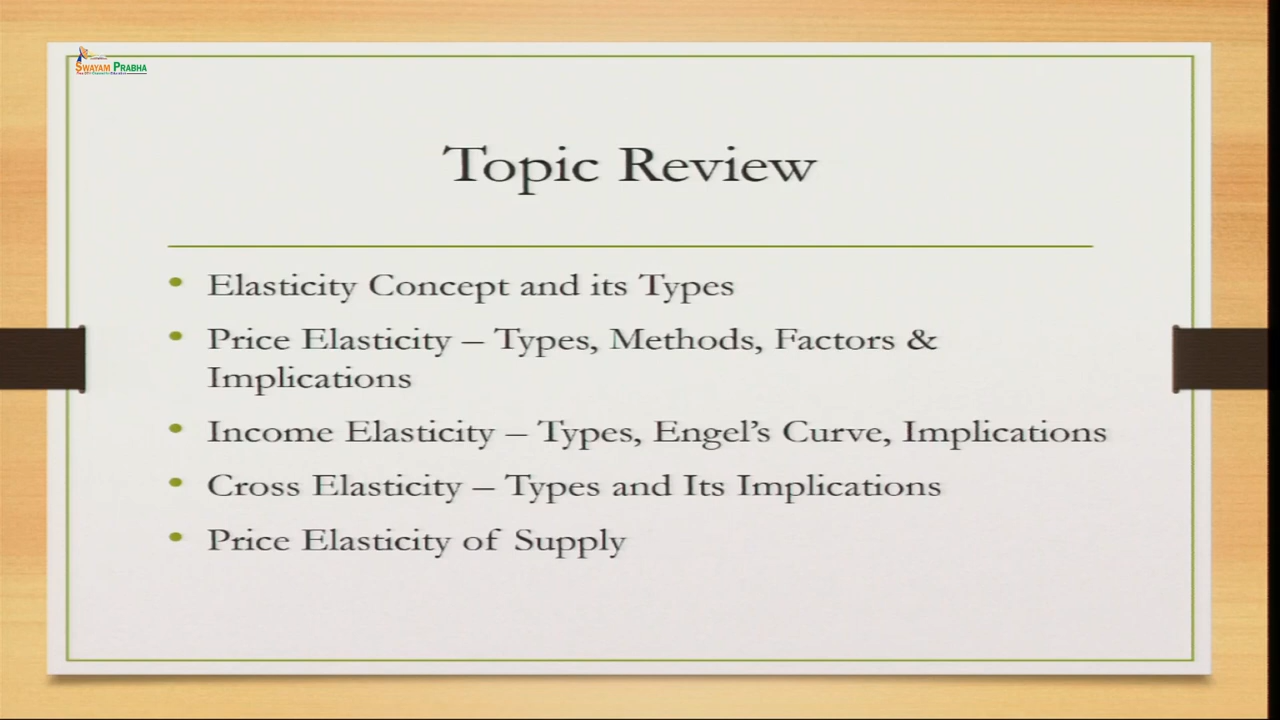 SWAYAM PRABHA
Topic Review
• Elasticity Concept and its Types
• Price Elasticity – Types, Methods, Factors &
Implications
• Income Elasticity – Types, Engel's Curve, Implications
• Cross Elasticity – Types and Its Implications
• Price Elasticity of Supply